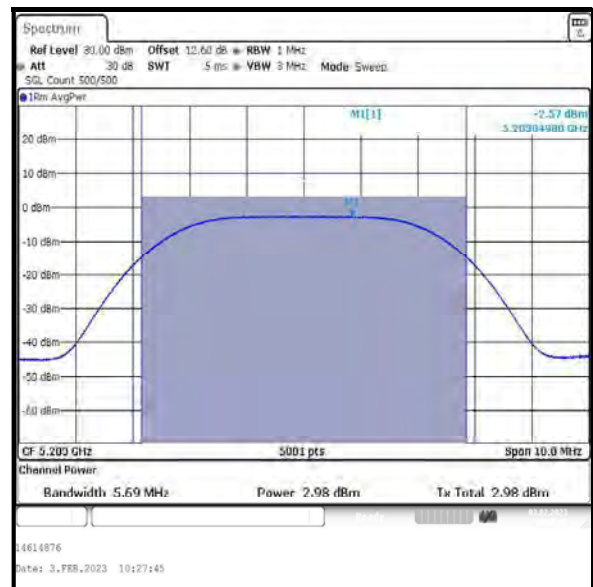 Spectrum
Ref Level 30.00 dBm Offset 12.60 dB RBW 1 MHz
Att 30 dB SWT 5 ms VBW 3 MHz Mode Sweep
SGL Count 500/500
1Rm AvgPwr
M1[1] -2.57 dBm
5.20304980 GHz
20 dBm
10 dBm
M1
0 dBm
-10 dBm
-20 dBm
-30 dBm
-40 dBm
-50 dBm
-60 dBm
CF 5.203 GHz 5001 pts Span 10.0 MHz
Channel Power
Bandwidth 5.69 MHz Power 2.98 dBm Tx Total 2.98 dBm
14614876
Date: 3.FEB.2023 10:27:45